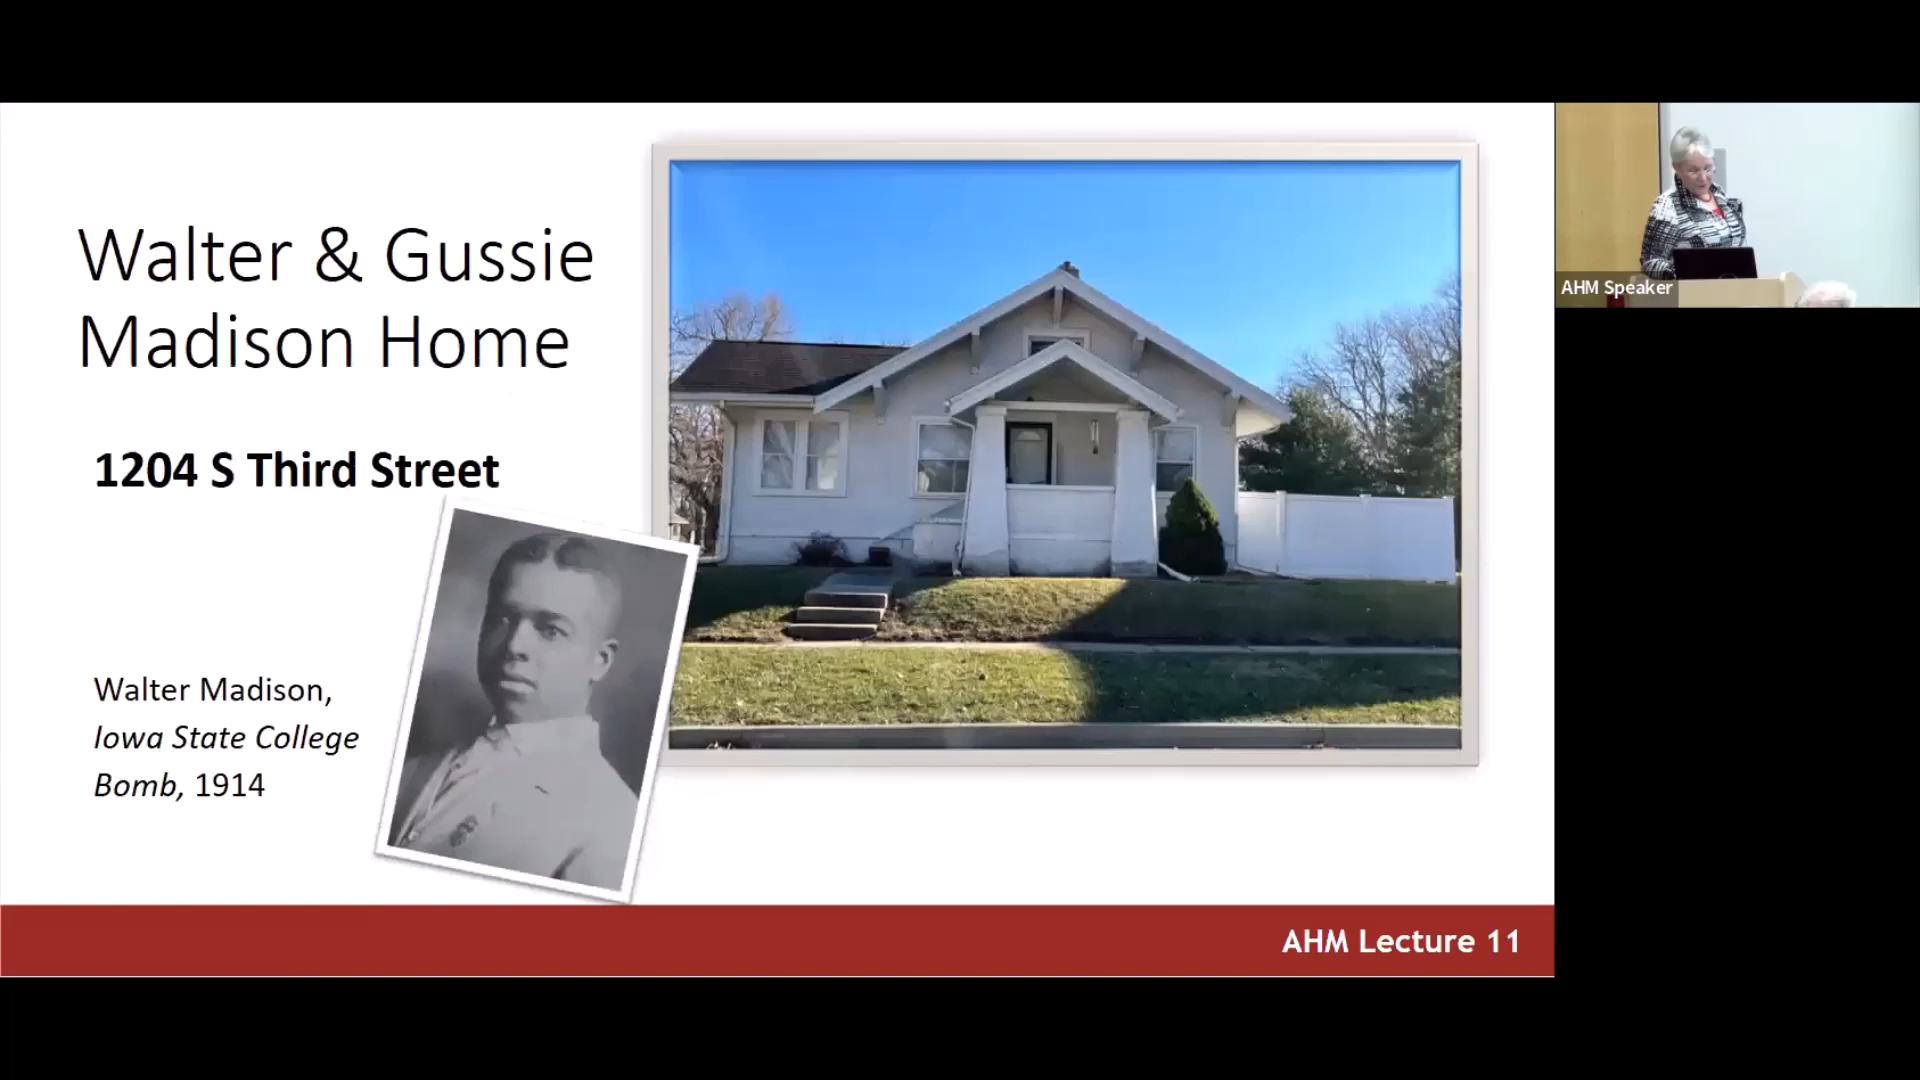 Walter & Gussie
Madison Home
1204 S Third Street
Walter Madison,
Iowa State College
Bomb, 1914
AHM Lecture 11
AHM Speaker